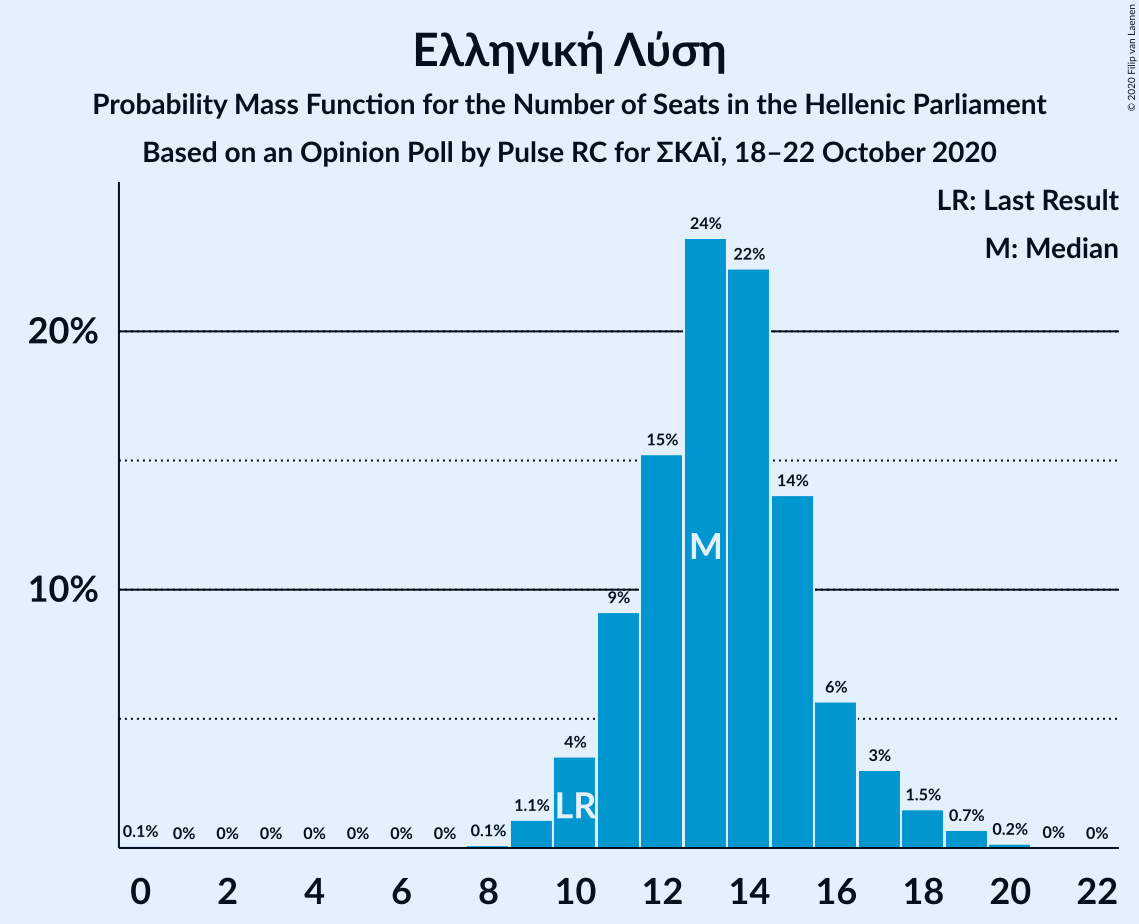 © 2020 Filip van Laenen
Ελληνική Λύση
Probability Mass Function for the Number of Seats in the Hellenic Parliament
Based on an Opinion Poll by Pulse RC for ΣΚΑΪ, 18–22 October 2020
LR: Last Result
M: Median
20%
10%
0.1% 0% 0% 0% 0% 0% 0% 0% 0.1% 1.1% 4% 9% 15% 24% 22% 14% 6% 3% 1.5% 0.7% 0.2% 0% 0%
M
LR
0 2 4 6 8 10 12 14 16 18 20 22